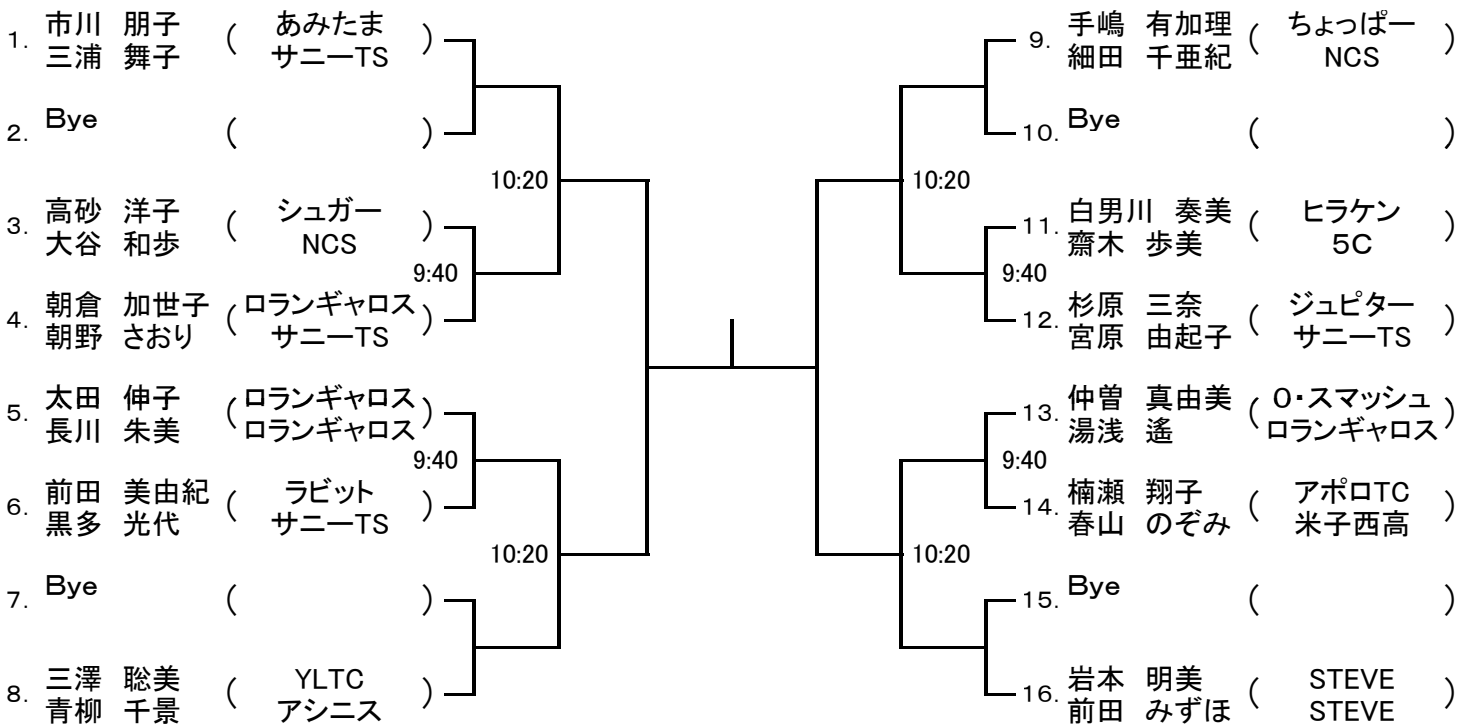 1. 市川 朋子 ( あみたま )
三浦 舞子 サニーTS
2. Bye ( )
10:20
3. 高砂 洋子 ( シュガー )
大谷 和歩 NCS
9:40
4. 朝倉 加世子 ( ロランギャロス )
朝野 さおり サニーTS
5. 太田 伸子 ( ロランギャロス )
長川 朱美 ロランギャロス
9:40
6. 前田 美由紀 ( ラビット )
黒多 光代 サニーTS
10:20
7. Bye ( )
8. 三澤 聡美 ( YLTC )
青柳 千景 アシニス
9. 手嶋 有加理 ( ちょっぱー )
細田 千亜紀 NCS
10. Bye ( )
10:20
11. 白男川 奏美 ( ヒラケン )
齋木 歩美 5C
9:40
12. 杉原 三奈 ( ジュピター )
宮原 由起子 サニーTS
13. 仲曽 真由美 ( O・スマッシュ )
湯浅 遙 ロランギャロス
9:40
14. 楠瀬 翔子 ( アポロTC )
春山 のぞみ 米子西高
10:20
15. Bye ( )
16. 岩本 明美 ( STEVE )
前田 みずほ STEVE